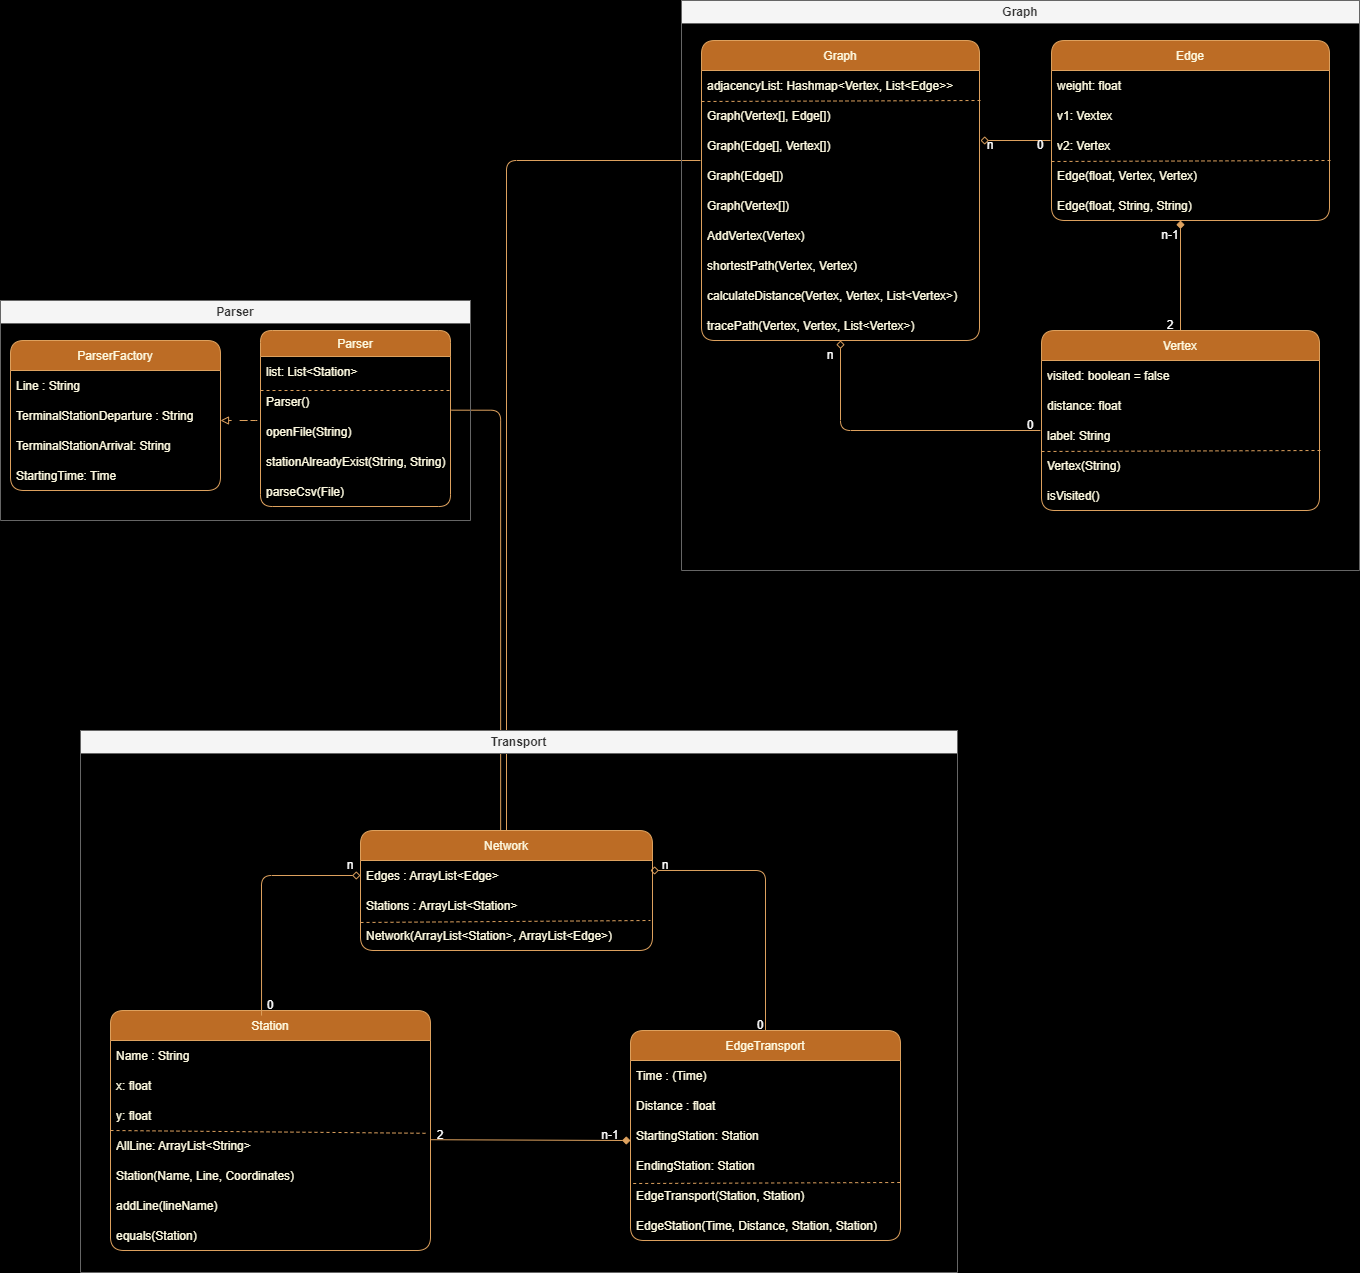 Graph
Graph
adjacencyList: Hashmap<Vertex, List<Edge>>
Graph(Vertex[], Edge[])
Graph(Edge[], Vertex[])
Graph(Edge[])
Graph(Vertex[])
AddVertex(Vertex)
shortestPath(Vertex, Vertex)
calculateDistance(Vertex, Vertex, List<Vertex>)
tracePath(Vertex, Vertex, List<Vertex>)
n
0
Edge
weight: float
v1: Vextex
v2: Vertex
Edge(float, Vertex, Vertex)
Edge(float, String, String)
n-1
2
n
0
Vertex
visited: boolean = false
distance: float
label: String
Vertex(String)
isVisited()
Parser
ParserFactory
Line : String
TerminalStationDeparture : String
TerminalStationArrival: String
StartingTime: Time
Parser
list: List<Station>
Parser()
openFile(String)
stationAlreadyExist(String, String)
parseCsv(File)
Transport
Network
Edges : ArrayList<Edge>
Stations : ArrayList<Station>
Network(ArrayList<Station>, ArrayList<Edge>)
n
0
n
0
Station
Name : String
x: float
y: float
AllLine: ArrayList<String>
Station(Name, Line, Coordinates)
addLine(lineName)
equals(Station)
2
n-1
EdgeTransport
Time : (Time)
Distance : float
StartingStation: Station
EndingStation: Station
EdgeTransport(Station, Station)
EdgeStation(Time, Distance, Station, Station)